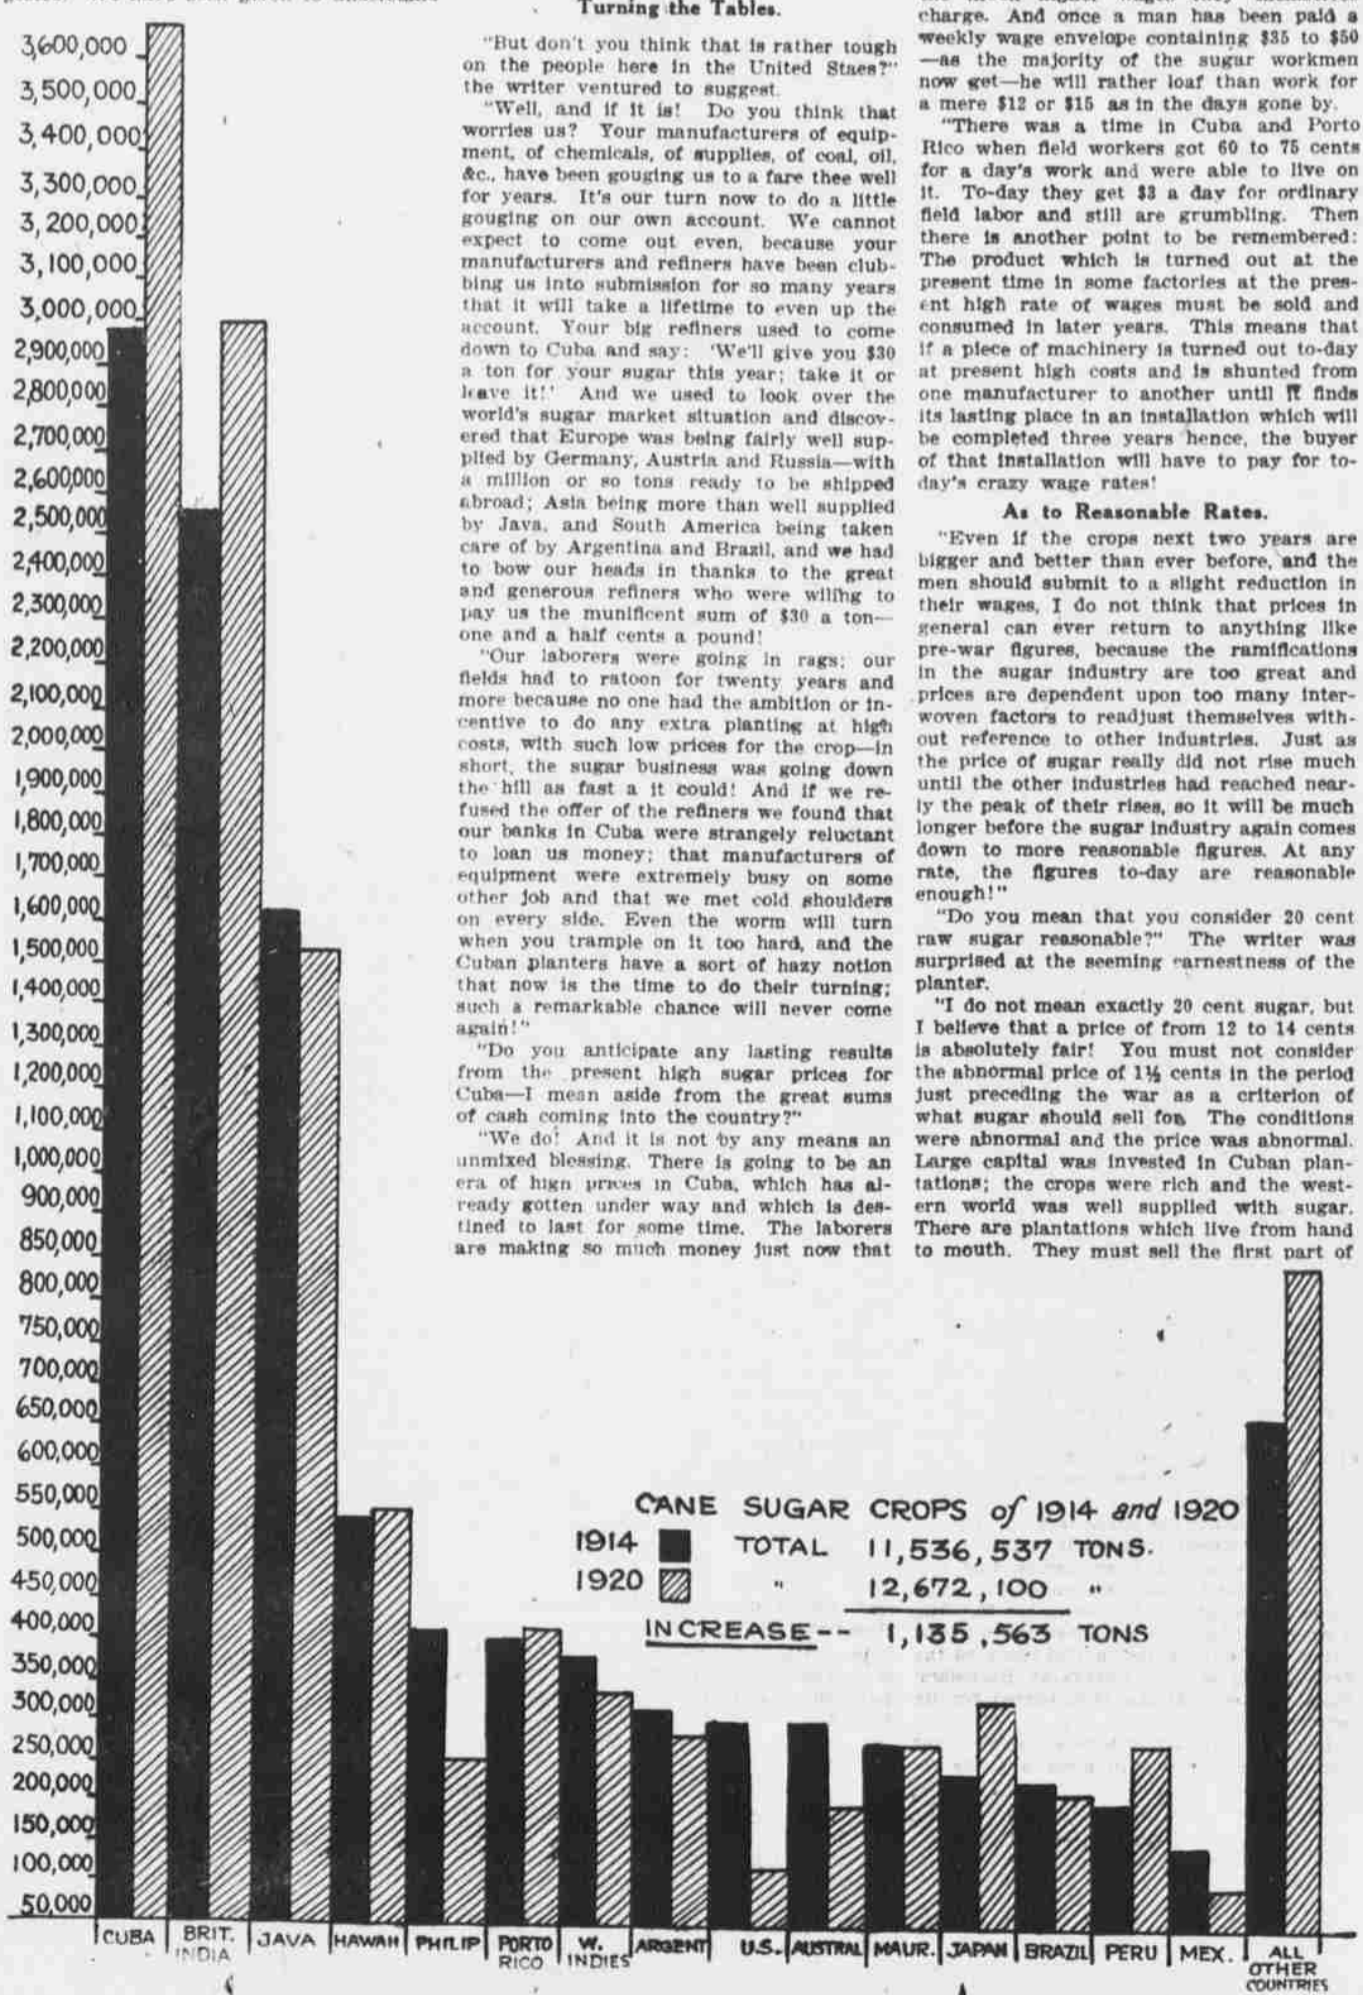 Turning the Tables.
"But don't you think that is rather tough
on the people here in the United Staes?"
the writer ventured to suggest.
"Well, and if it is! Do you think that
worries us? Your manufacturers of equip-
ment, of chemicals, of supplies, of coal, oil,
&c., have been gouging us to a fare thee well
for years. It's our turn now to do a little
gouging on our own account. We cannot
expect to come out even, because your
manufacturers and refiners have been club-
bing us into submission for so many years
that it will take a lifetime to even up the
account. Your big refiners used to come
down to Cuba and say: 'We'll give you $30
a ton for your sugar this year; take it or
leave it!' And we used to look over the
world's sugar market situation and discov-
ered that Europe was being fairly well sup-
plied by Germany, Austria and Russia—with
a million or so tons ready to be shipped
abroad; Asia being more than well supplied
by Java, and South America being taken
care of by Argentina and Brazil, and we had
to bow our heads in thanks to the great
and generous refiners who were wiling to
pay us the munificent sum of $30 a ton—
one and a half cents a pound!
"Our laborers were going in rags; our
fields had to ratoon for twenty years and
more because no one had the ambition or in-
centive to do any extra planting at high
costs, with such low prices for the crop—in
short, the sugar business was going down
the hill as fast a it could! And if we re-
fused the offer of the refiners we found that
our banks in Cuba were strangely reluctant
to loan us money; that manufacturers of
equipment were extremely busy on some
other job and that we met cold shoulders
on every side. Even the worm will turn
when you trample on it too hard, and the
Cuban planters have a sort of hazy notion
that now is the time to do their turning;
such a remarkable chance will never come
again!"
"Do you anticipate any lasting results
from the present high sugar prices for
Cuba—I mean aside from the great sums
of cash coming into the country?"
"We do! And it is not by any means an
unmixed blessing. There is going to be an
era of high prices in Cuba, which has al-
ready gotten under way and which is des-
tined to last for some time. The laborers
are making so much money just now that
charge. And once a man has been paid a
weekly wage envelope containing $35 to $50
—as the majority of the sugar workmen
now get—he will rather loaf than work for
a mere $12 or $15 as in the days gone by.
"There was a time in Cuba and Porto
Rico when field workers got 60 to 75 cents
for a day's work and were able to live on
it. To-day they get $3 a day for ordinary
field labor and still are grumbling. Then
there is another point to be remembered:
The product which is turned out at the
present time in some factories at the pres-
ent high rate of wages must be sold and
consumed in later years. This means that
if a piece of machinery is turned out to-day
at present high costs and is shunted from
one manufacturer to another until it finds
its lasting place in an installation which will
be completed three years hence, the buyer
of that installation will have to pay for to-
day's crazy wage rates!
As to Reasonable Rates.
"Even if the crops next two years are
bigger and better than ever before, and the
men should submit to a slight reduction in
their wages, I do not think that prices in
general can ever return to anything like
pre-war figures, because the ramifications
in the sugar industry are too great and
prices are dependent upon too many inter-
woven factors to readjust themselves with-
out reference to other industries. Just as
the price of sugar really did not rise much
until the other industries had reached near-
ly the peak of their rises, so it will be much
longer before the sugar industry again comes
down to more reasonable figures. At any
rate, the figures to-day are reasonable
enough!"
"Do you mean that you consider 20 cent
raw sugar reasonable?" The writer was
surprised at the seeming earnestness of the
planter.
"I do not mean exactly 20 cent sugar, but
I believe that a price of from 12 to 14 cents
is absolutely fair! You must not consider
the abnormal price of 1½ cents in the period
just preceding the war as a criterion of
what sugar should sell for. The conditions
were abnormal and the price was abnormal.
Large capital was invested in Cuban plan-
tations; the crops were rich and the west-
ern world was well supplied with sugar.
There are plantations which live from hand
to mouth. They must sell the first part of
3,600,000
3,500,000
3,400,000
3,300,000
3,200,000
3,100,000
3,000,000
2,900,000
2,800,000
2,700,000
2,600,000
2,500,000
2,400,000
2,300,000
2,200,000
2,100,000
2,000,000
1,900,000
1,800,000
1,700,000
1,600,000
1,500,000
1,400,000
1,300,000
1,200,000
1,100,000
1,000,000
900,000
850,000
800,000
750,000
700,000
650,000
600,000
550,000
500,000
450,000
400,000
350,000
300,000
250,000
200,000
150,000
100,000
50,000
CANE SUGAR CROPS of 1914 and 1920
1914 TOTAL 11,536,537 TONS.
1920 " 12,672,100 "
INCREASE-- 1,135,563 TONS
CUBA
BRIT. INDIA
JAVA
HAWAII
PHILIP
PORTO RICO
W. INDIES
ARGENT
U.S.
AUSTRAL
MAUR.
JAPAN
BRAZIL
PERU
MEX.
ALL OTHER COUNTRIES